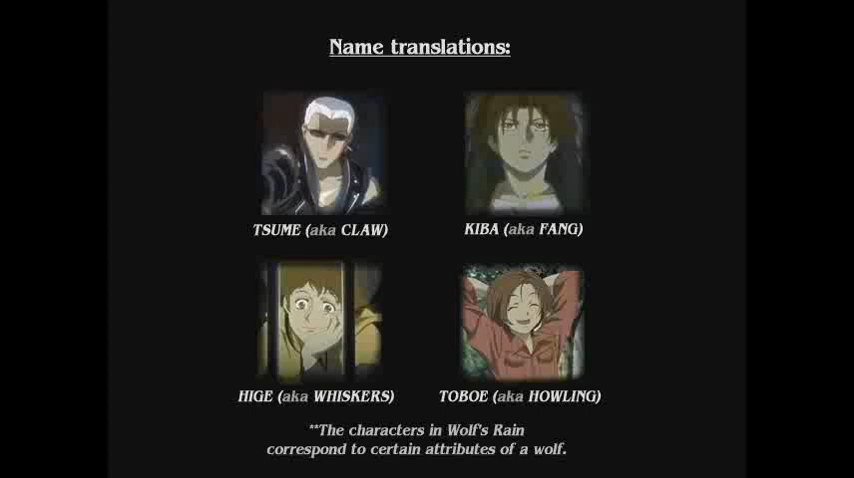 Name translations:
TSUME (aka CLAW)
KIBA (aka FANG)
HIGE (aka WHISKERS)
TOBOE (aka HOWLING)
**The characters in Wolf's Rain
correspond to certain attributes of a wolf.